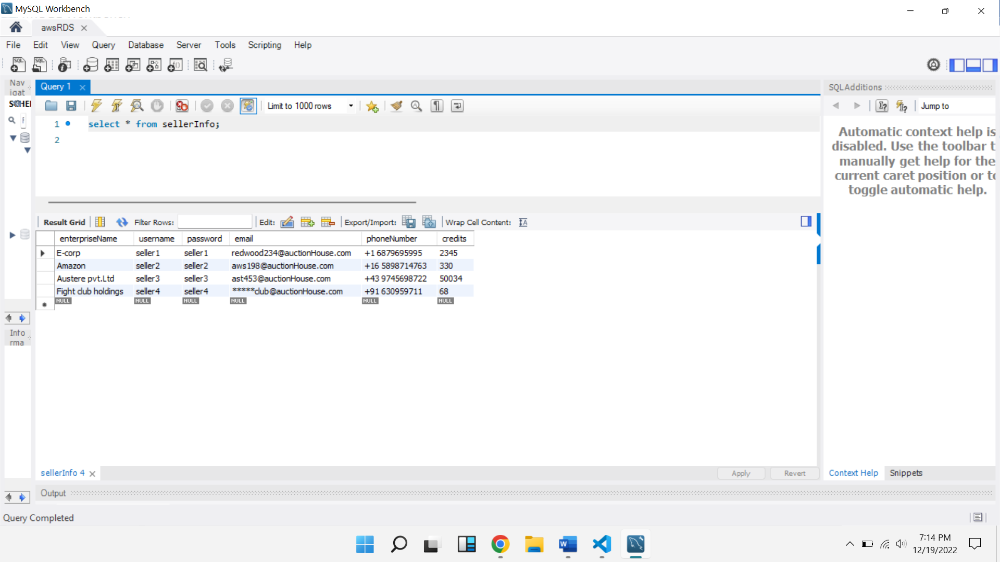 MySQL Workbench
awsRDS
File Edit View Query Database Server Tools Scripting Help
Nav
igat
Query 1
SQLAdditions
Limit to 1000 rows
Jump to
1 select * from sellerInfo;
2
Automatic context help is
disabled. Use the toolbar t
manually get help for the
current caret position or to
toggle automatic help.
Result Grid Filter Rows: Edit: Export/Import: Wrap Cell Content:
enterpriseName username password email phoneNumber credits
E-corp seller1 seller1 redwood234@auctionHouse.com +1 6879695995 2345
Amazon seller2 seller2 aws198@auctionHouse.com +16 5898714763 330
Austere pvt.Ltd seller3 seller3 ast453@auctionHouse.com +43 9745698722 50034
Fight club holdings seller4 seller4 *****club@auctionHouse.com +91 630959711 68
NULL NULL NULL NULL NULL NULL
Info
rma
sellerInfo 4
Apply Revert
Context Help Snippets
Output
Query Completed
7:14 PM
12/19/2022